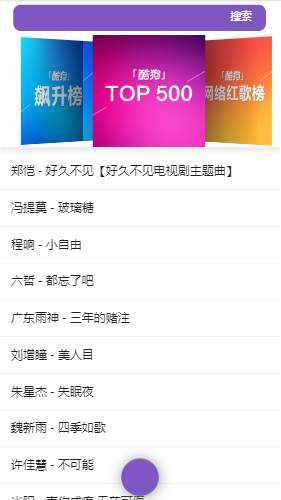 搜索
「酷狗」
飙升榜
「酷狗」
TOP 500
「酷狗」
网络红歌榜
郑恺 - 好久不见【好久不见电视剧主题曲】
冯提莫 - 玻璃糖
程响 - 小自由
六哲 - 都忘了吧
广东雨神 - 三年的赌注
刘增瞳 - 美人目
朱星杰 - 失眠夜
魏新雨 - 四季如歌
许佳慧 - 不可能